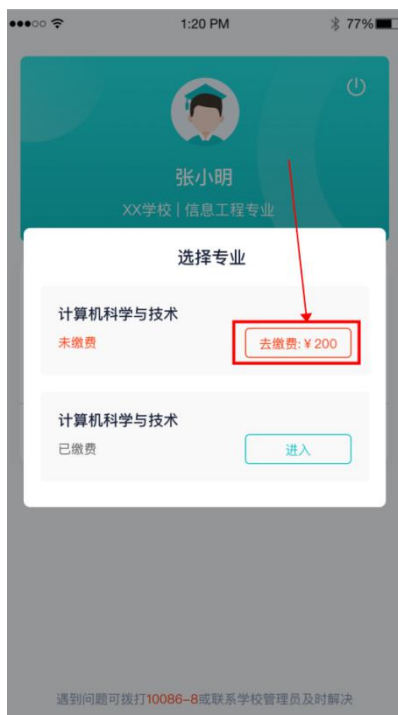 1:20 PM
77%
张小明
XX学校 | 信息工程专业
选择专业
计算机科学与技术
未缴费
去缴费:¥200
计算机科学与技术
已缴费
进入
遇到问题可拨打10086-8或联系学校管理员及时解决